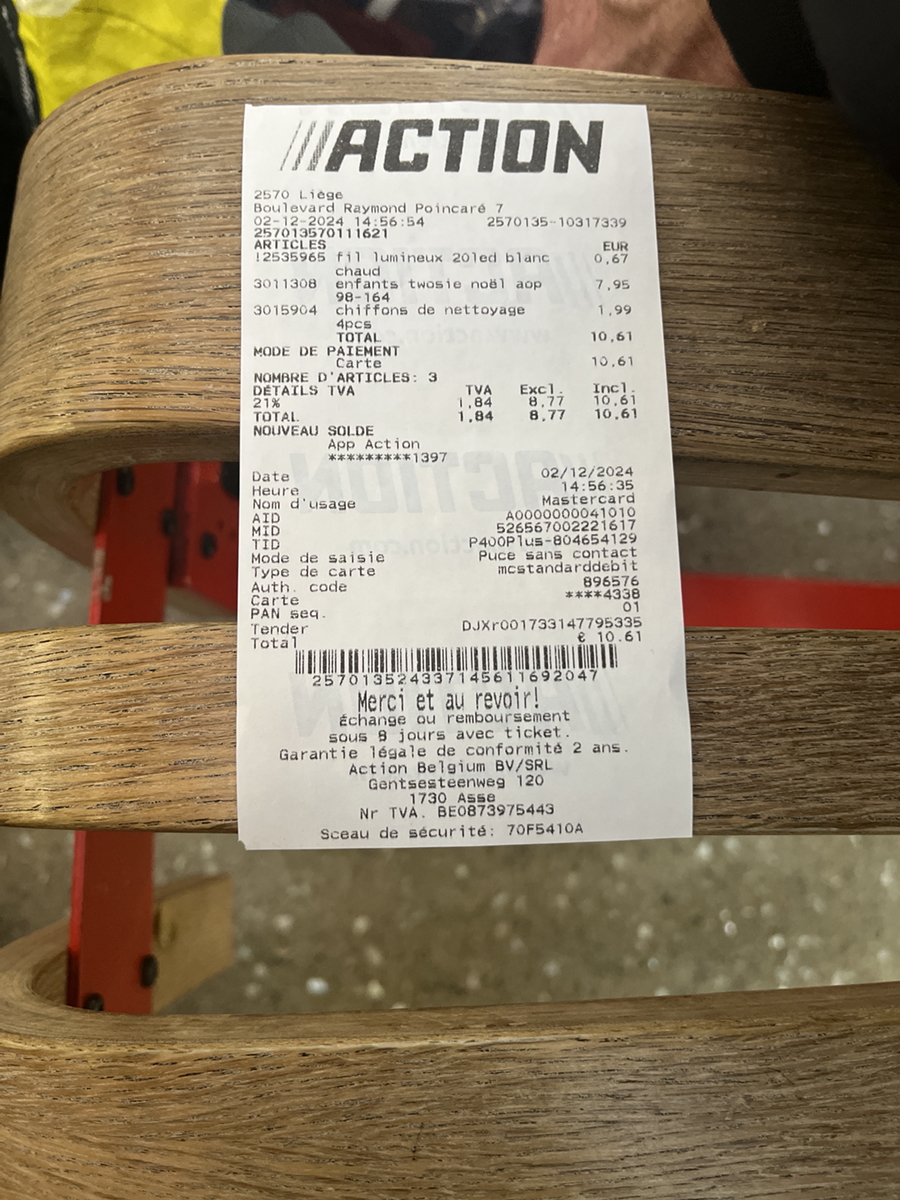 ///ACTION
2570 Liège
Boulevard Raymond Poincaré 7
02-12-2024 14:56:54 2570135-10317339
257013570111621
ARTICLES EUR
!2535965 fil lumineux 20led blanc 0,67
chaud
3011308 enfants twosie noël aop 7,95
98-164
3015904 chiffons de nettoyage 1,99
4pcs
TOTAL 10,61
MODE DE PAIEMENT
Carte 10,61
NOMBRE D'ARTICLES: 3
DÉTAILS TVA TVA Excl. Incl.
21% 1,84 8,77 10,61
TOTAL 1,84 8,77 10,61
NOUVEAU SOLDE
App Action
*********1397
Date 02/12/2024
Heure 14:56:35
Nom d'usage Mastercard
AID A0000000041010
MID 526567002221617
TID P400Plus-804654129
Mode de saisie Puce sans contact
Type de carte mcstandarddebit
Auth. code 896576
Carte ****4338
PAN seq. 01
Tender DJXr001733147795335
Total € 10.61
257013524337145611692047
Merci et au revoir!
Échange ou remboursement
sous 8 jours avec ticket.
Garantie légale de conformité 2 ans.
Action Belgium BV/SRL
Gentsesteenweg 120
1730 Asse
Nr TVA. BE0873975443
Sceau de sécurité: 70F5410A